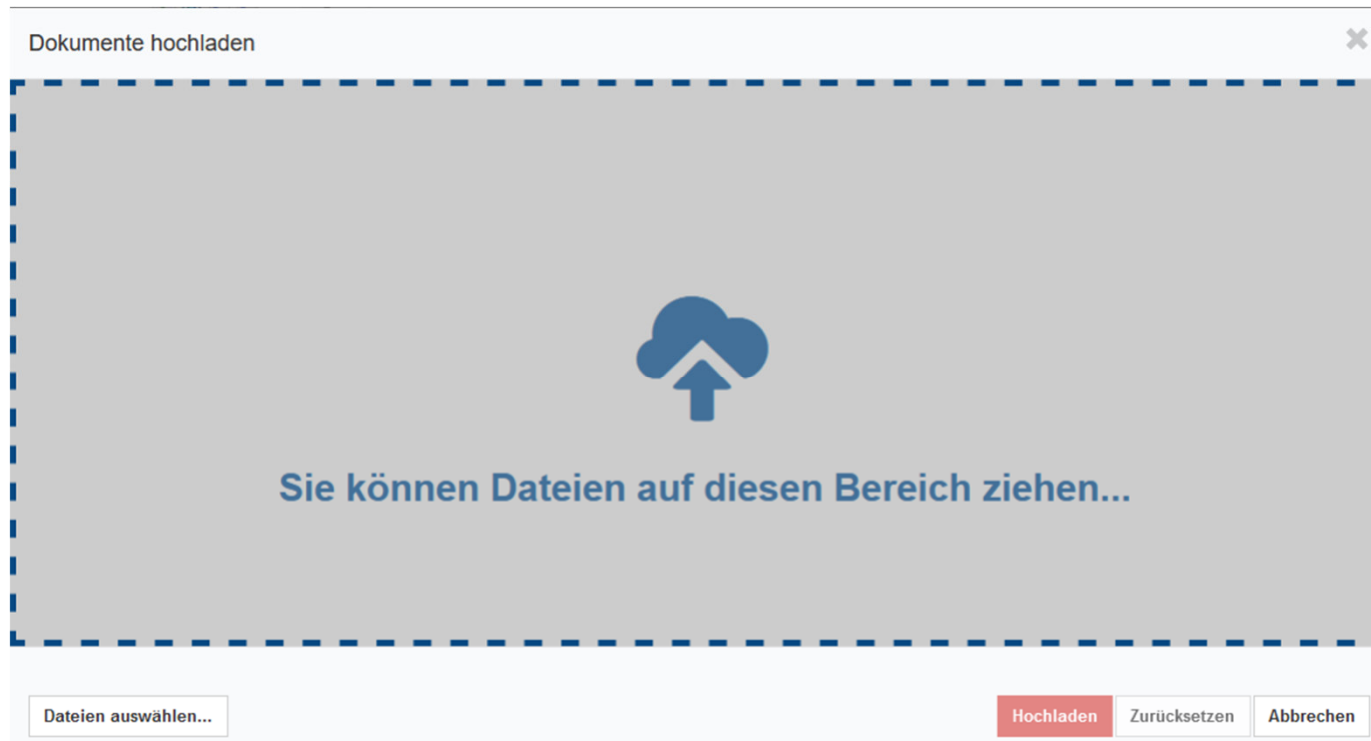 Dokumente hochladen
Sie können Dateien auf diesen Bereich ziehen...
Dateien auswählen...
Hochladen
Zurücksetzen
Abbrechen